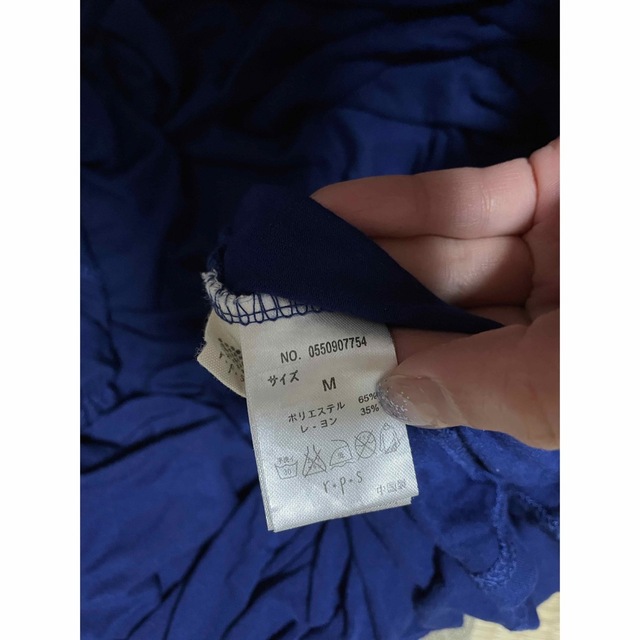 NO. 0550907754
サイズ
M
ポリエステル 65%
レーヨン 35%
r・p・s
中国製